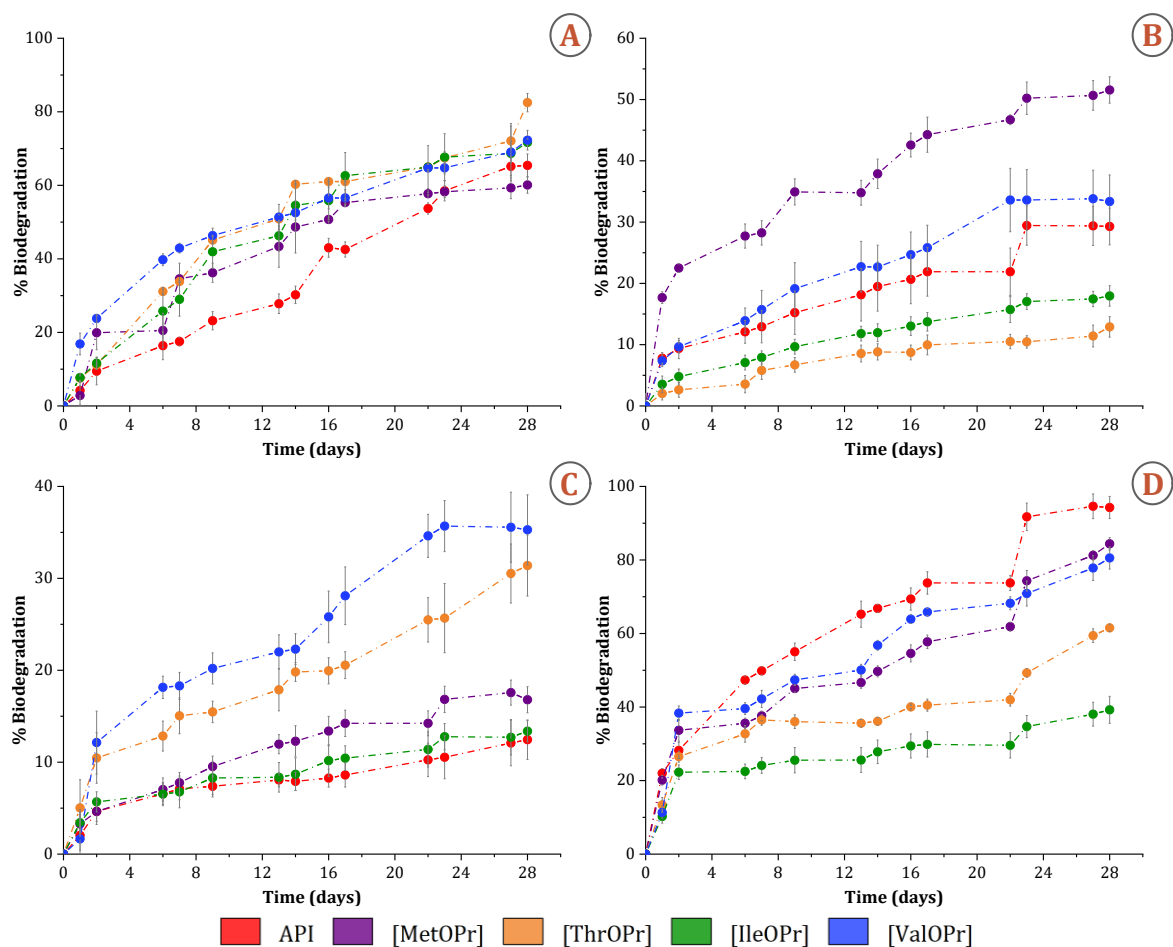 A
100
80
60
40
20
0
% Biodegradation
0 4 8 12 16 20 24 28
Time (days)
B
60
50
40
30
20
10
0
% Biodegradation
0 4 8 12 16 20 24 28
Time (days)
C
40
30
20
10
0
% Biodegradation
0 4 8 12 16 20 24 28
Time (days)
D
100
80
60
40
20
0
% Biodegradation
0 4 8 12 16 20 24 28
Time (days)
API [MetOPr] [ThrOPr] [IleOPr] [ValOPr]